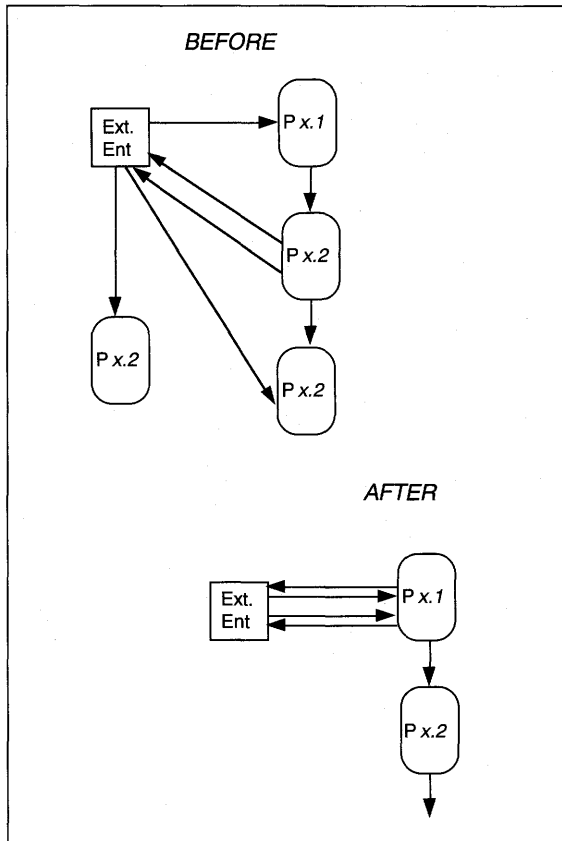 BEFORE
P x.1
Ext.
Ent
P x.2
P x.2
P x.2
AFTER
P x.1
Ext.
Ent
P x.2